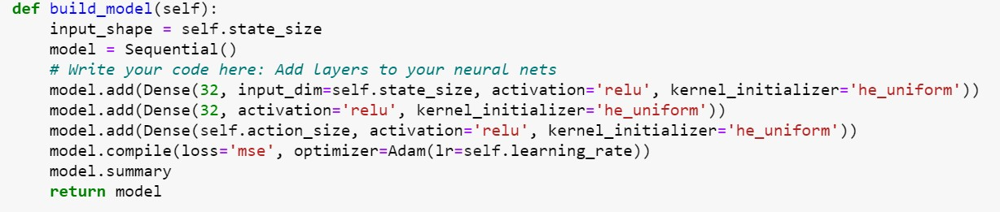 def build_model(self):
    input_shape = self.state_size
    model = Sequential()
    # Write your code here: Add layers to your neural nets
    model.add(Dense(32, input_dim=self.state_size, activation='relu', kernel_initializer='he_uniform'))
    model.add(Dense(32, activation='relu', kernel_initializer='he_uniform'))
    model.add(Dense(self.action_size, activation='relu', kernel_initializer='he_uniform'))
    model.compile(loss='mse', optimizer=Adam(lr=self.learning_rate))
    model.summary
    return model